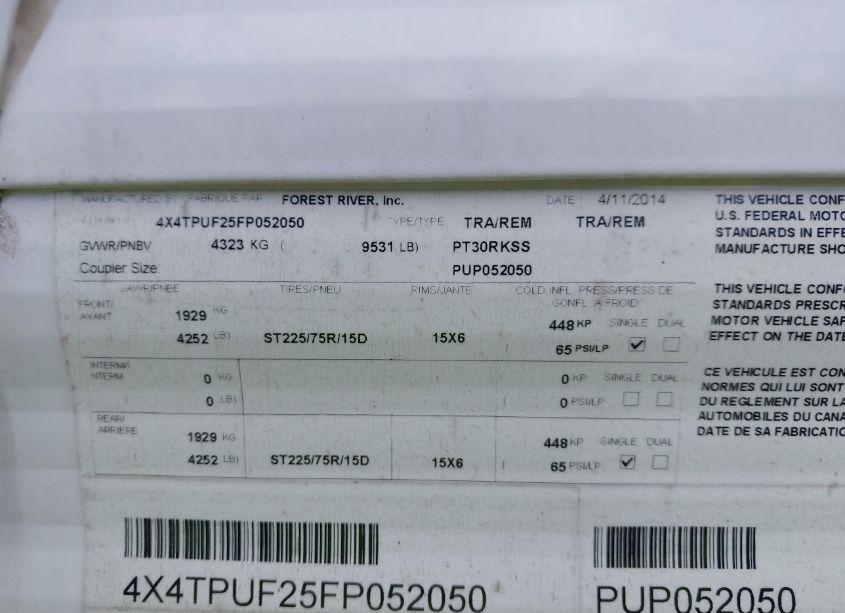 MANUFACTURED BY FABRIQUE PAR FOREST RIVER, Inc. DATE 4/11/2014
4X4TPUF25FP052050 TYPE/TYPE TRA/REM TRA/REM
GVWR/PNBV 4323 KG ( 9531 LB) PT30RKSS
Coupler Size: PUP052050
GAWR/PNBE TIRES/PNEU RIMS/JANTE COLD INFL PRESS/PRESS DE
GONFL A FROID
FRONT/
AVANT
1929 KG
448 KP SINGLE DUAL
4252 LB) ST225/75R/15D 15X6
( 65 PSI/LP
INTERM/
INTERM
0 KG 0 KP SINGLE DUAL
( 0 LB) ( 0 PSI/LP
REAR/
ARRIERE
1929 KG 448 KP SINGLE DUAL
4252 LB) ST225/75R/15D 15X6 ( 65 PSI/LP
THIS VEHICLE CONF
U.S. FEDERAL MOTO
STANDARDS IN EFFE
MANUFACTURE SHO
THIS VEHICLE CONF
STANDARDS PRESCR
MOTOR VEHICLE SAF
EFFECT ON THE DATE
CE VEHICULE EST CON
NORMES QUI LUI SONT
DU REGLEMENT SUR LA
AUTOMOBILES DU CANA
DATE DE SA FABRICATIO
4X4TPUF25FP052050 PUP052050